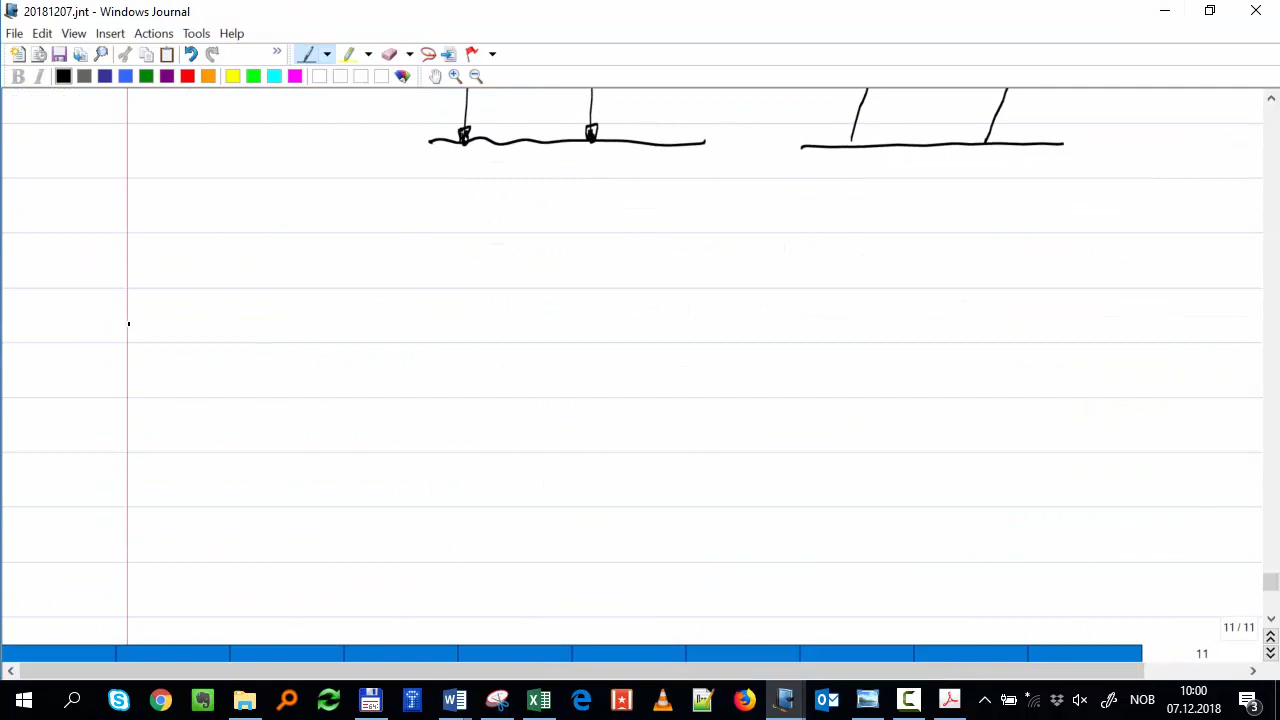 20181207.jnt - Windows Journal
File Edit View Insert Actions Tools Help
B I
11 / 11
11
NOB
10:00
07.12.2018
3